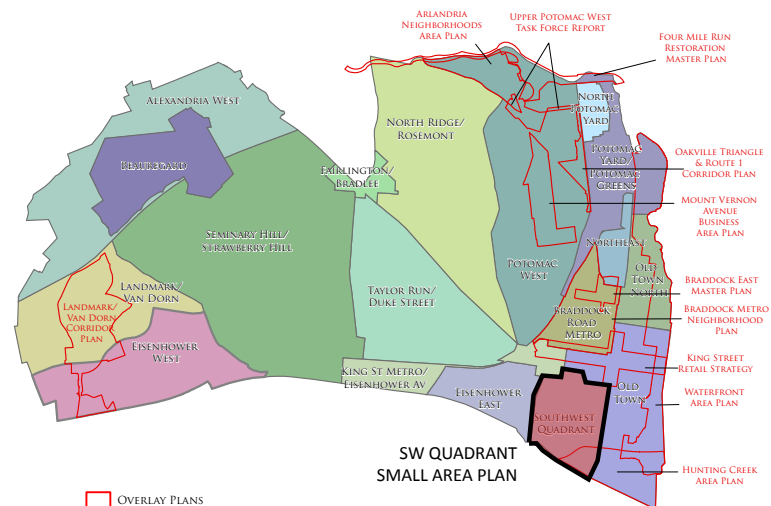 Arlandria
Neighborhoods
Area Plan
Upper Potomac West
Task Force Report
Four Mile Run
Restoration
Master Plan
Alexandria West
North Ridge/
Rosemont
North
Potomac
Yard
Beauregard
Fairlington/
Bradlee
Potomac
Yard/
Potomac
Greens
Oakville Triangle
& Route 1
Corridor Plan
Mount Vernon
Avenue
Business
Area Plan
Seminary Hill/
Strawberry Hill
Northeast
Potomac
West
Old
Town
North
Landmark/
Van Dorn
Taylor Run/
Duke Street
Braddock East
Master Plan
Landmark/
Van Dorn
Corridor
Plan
Braddock
Road
Metro
Braddock Metro
Neighborhood
Plan
Eisenhower
West
King St Metro/
Eisenhower Av
King Street
Retail Strategy
Eisenhower
East
Old
Town
Waterfront
Area Plan
Southwest
Quadrant
SW QUADRANT
SMALL AREA PLAN
Hunting Creek
Area Plan
Overlay Plans